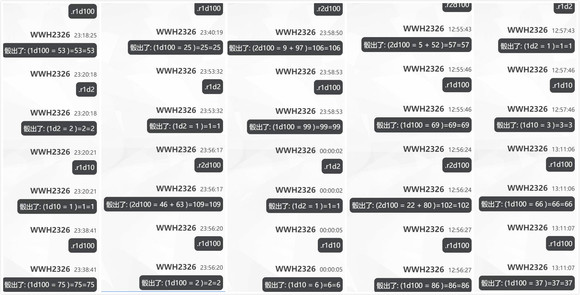 .r1d100
WWH2326 23:18:25
骰出了: (1d100 = 53 )=53=53
WWH2326 23:20:18
.r1d2
WWH2326 23:20:18
骰出了: (1d2 = 2 )=2=2
WWH2326 23:20:21
.r1d10
WWH2326 23:20:21
骰出了: (1d10 = 1 )=1=1
WWH2326 23:38:41
.r1d100
WWH2326 23:38:41
骰出了: (1d100 = 75 )=75=75
.r1d100
WWH2326 23:40:19
骰出了: (1d100 = 25 )=25=25
WWH2326 23:53:32
.r1d2
WWH2326 23:53:32
骰出了: (1d2 = 1 )=1=1
WWH2326 23:56:17
.r2d100
WWH2326 23:56:17
骰出了: (2d100 = 46 + 63 )=109=109
WWH2326 23:56:20
.r1d100
WWH2326 23:56:20
骰出了: (1d100 = 2 )=2=2
.r2d100
WWH2326 23:58:50
骰出了: (2d100 = 9 + 97 )=106=106
WWH2326 23:58:53
.r1d100
WWH2326 23:58:53
骰出了: (1d100 = 99 )=99=99
WWH2326 00:00:02
.r1d2
WWH2326 00:00:02
骰出了: (1d2 = 1 )=1=1
WWH2326 00:00:05
.r1d10
WWH2326 00:00:05
骰出了: (1d10 = 6 )=6=6
.r2d100
WWH2326 12:55:43
骰出了: (2d100 = 5 + 52 )=57=57
WWH2326 12:55:46
.r1d100
WWH2326 12:55:46
骰出了: (1d100 = 69 )=69=69
WWH2326 12:56:24
.r2d100
WWH2326 12:56:24
骰出了: (2d100 = 22 + 80 )=102=102
WWH2326 12:56:27
.r1d100
WWH2326 12:56:27
骰出了: (1d100 = 86 )=86=86
.r1d2
WWH2326 12:57:43
骰出了: (1d2 = 1 )=1=1
WWH2326 12:57:46
.r1d10
WWH2326 12:57:46
骰出了: (1d10 = 3 )=3=3
WWH2326 13:11:06
.r1d100
WWH2326 13:11:06
骰出了: (1d100 = 66 )=66=66
WWH2326 13:11:07
.r1d100
WWH2326 13:11:07
骰出了: (1d100 = 37 )=37=37